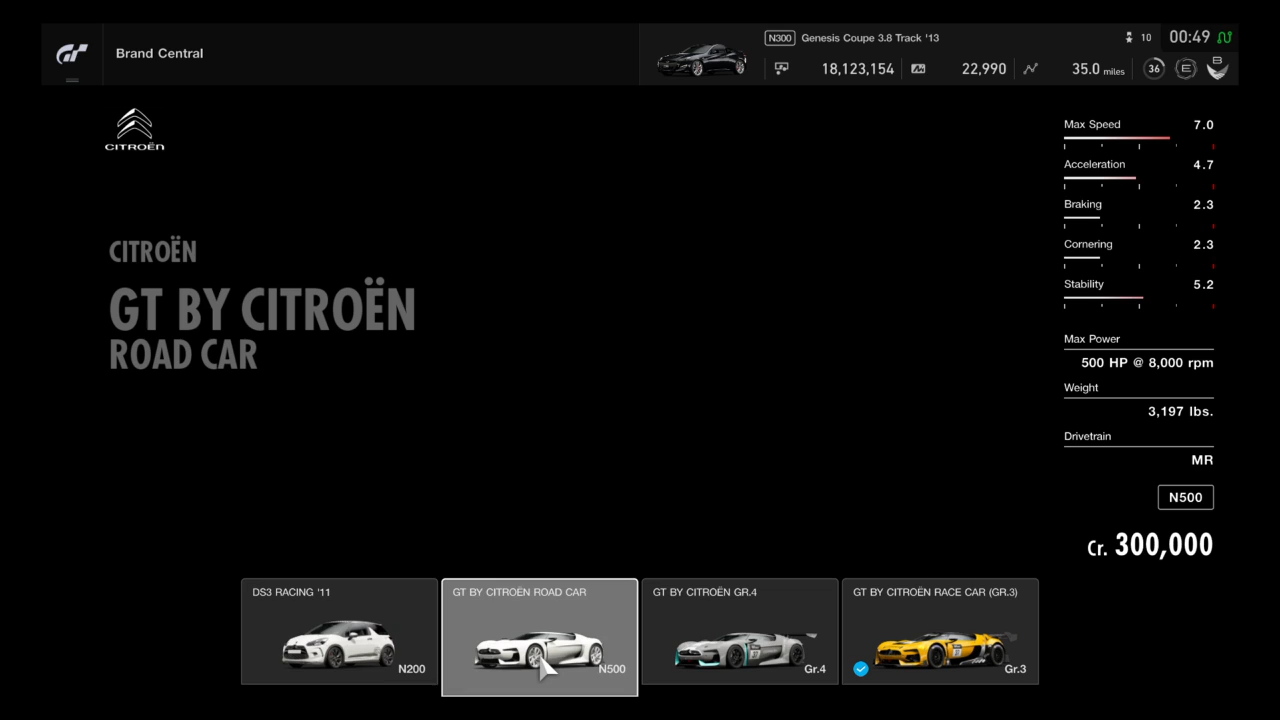 Brand Central
N300 Genesis Coupe 3.8 Track '13
10 00:49
18,123,154 22,990 35.0 miles 36 E B
CITROËN
CITROËN
GT BY CITROËN
ROAD CAR
Max Speed 7.0
Acceleration 4.7
Braking 2.3
Cornering 2.3
Stability 5.2
Max Power
500 HP @ 8,000 rpm
Weight
3,197 lbs.
Drivetrain
MR
N500
Cr. 300,000
DS3 RACING '11
N200
GT BY CITROËN ROAD CAR
N500
GT BY CITROËN GR.4
Gr.4
GT BY CITROËN RACE CAR (GR.3)
Gr.3